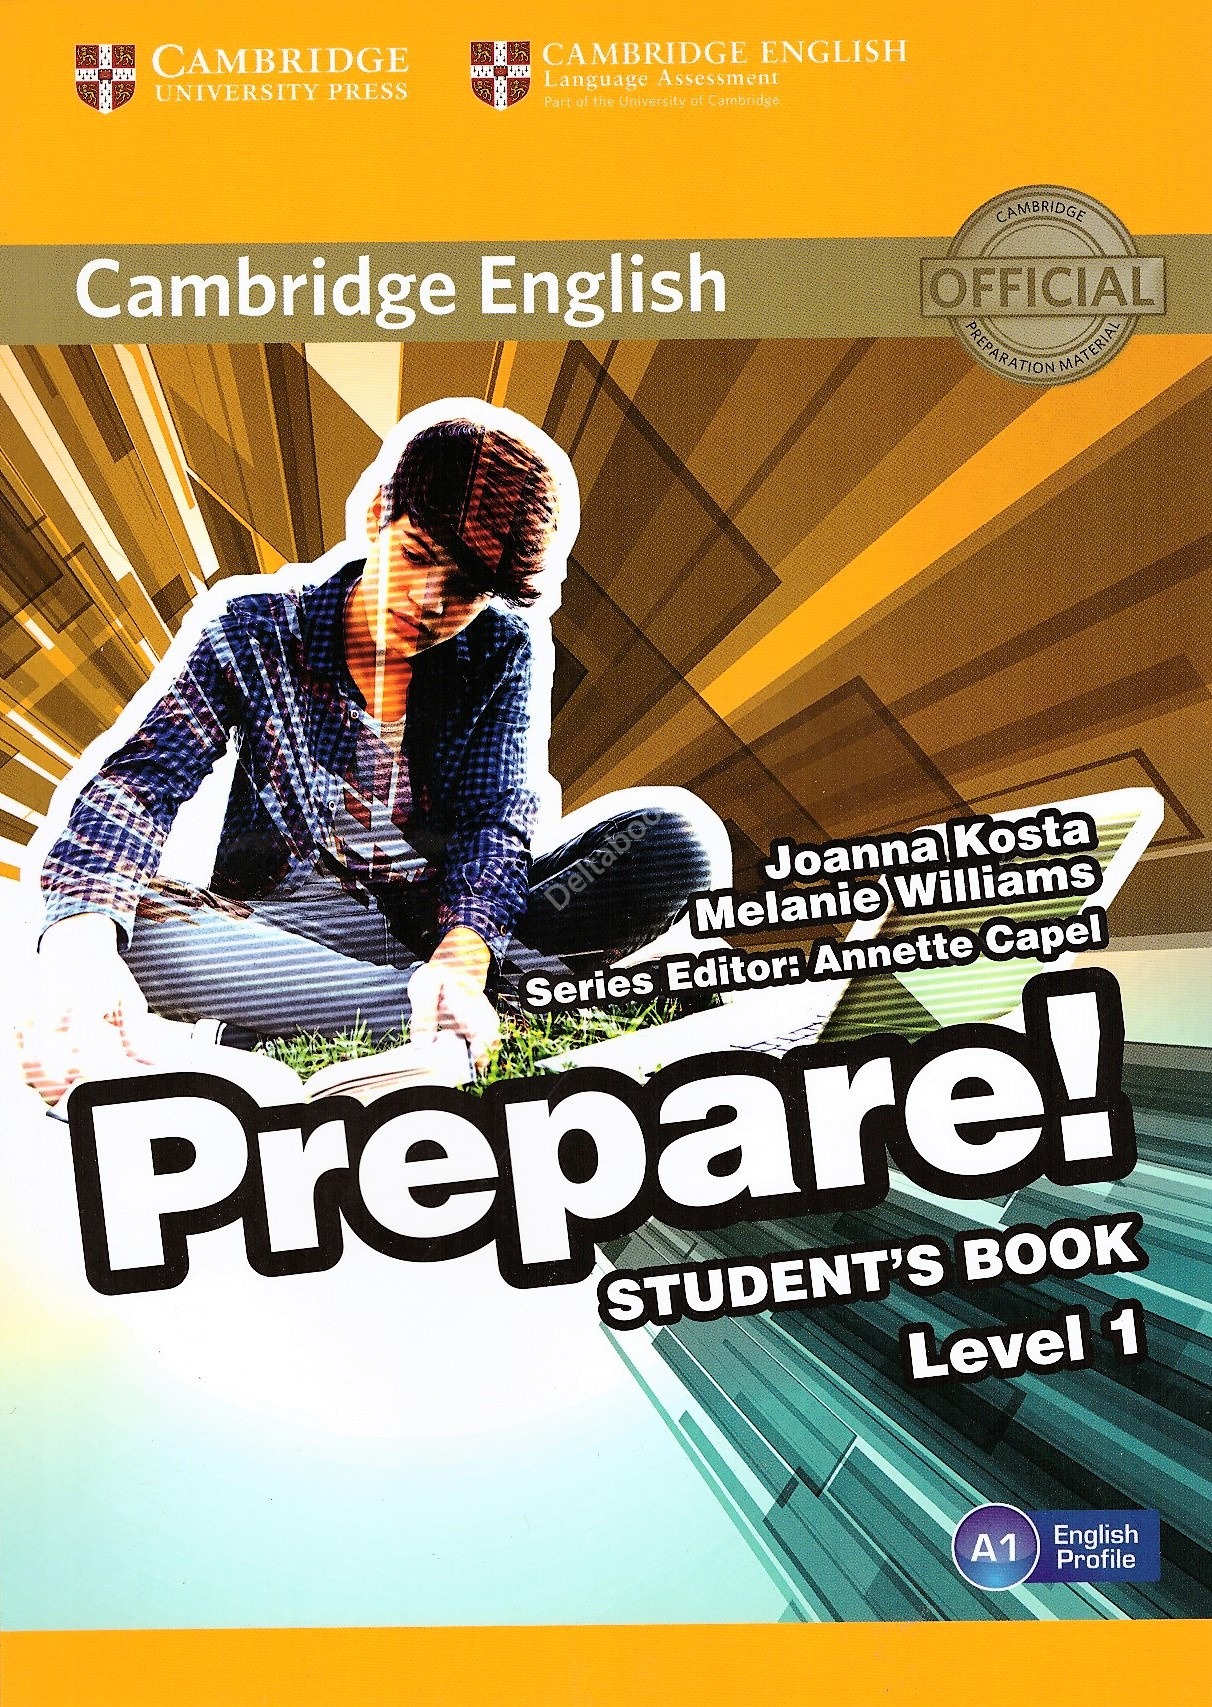 CAMBRIDGE
UNIVERSITY PRESS
CAMBRIDGE ENGLISH
Language Assessment
Part of the University of Cambridge
Cambridge English
CAMBRIDGE
OFFICIAL
PREPARATION MATERIAL
Joanna Kosta
Melanie Williams
Series Editor: Annette Capel
Prepare!
STUDENT'S BOOK
Level 1
A1
English
Profile